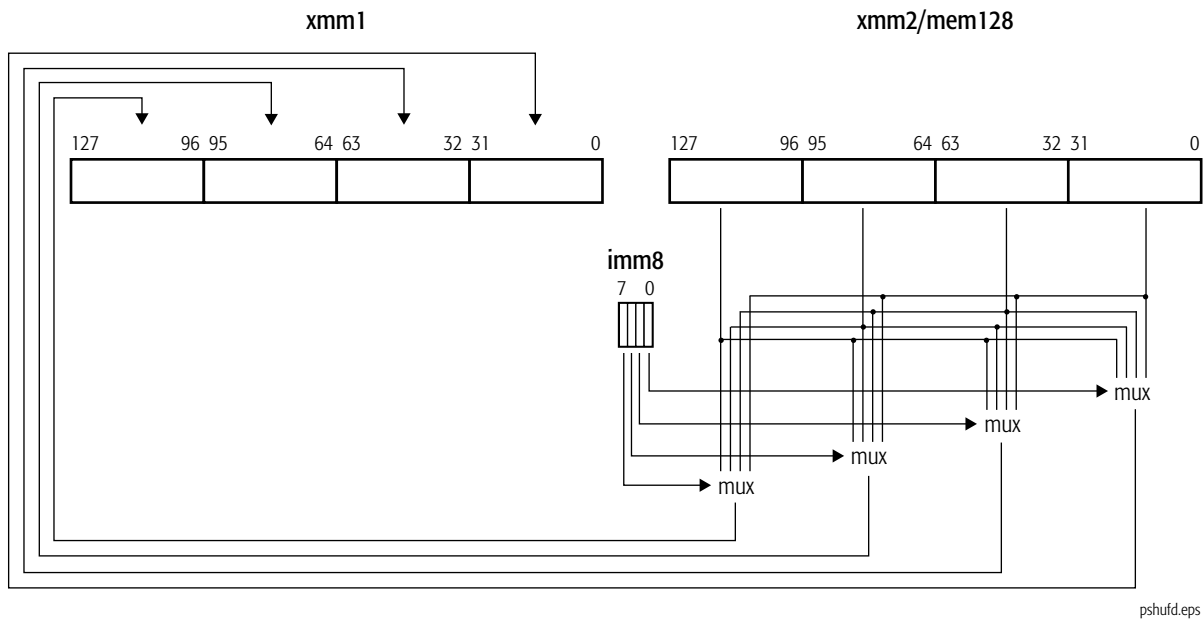 xmm1 xmm2/mem128
127 96 95 64 63 32 31 0 127 96 95 64 63 32 31 0
imm8
7 0
mux
mux
mux
mux
pshufd.eps